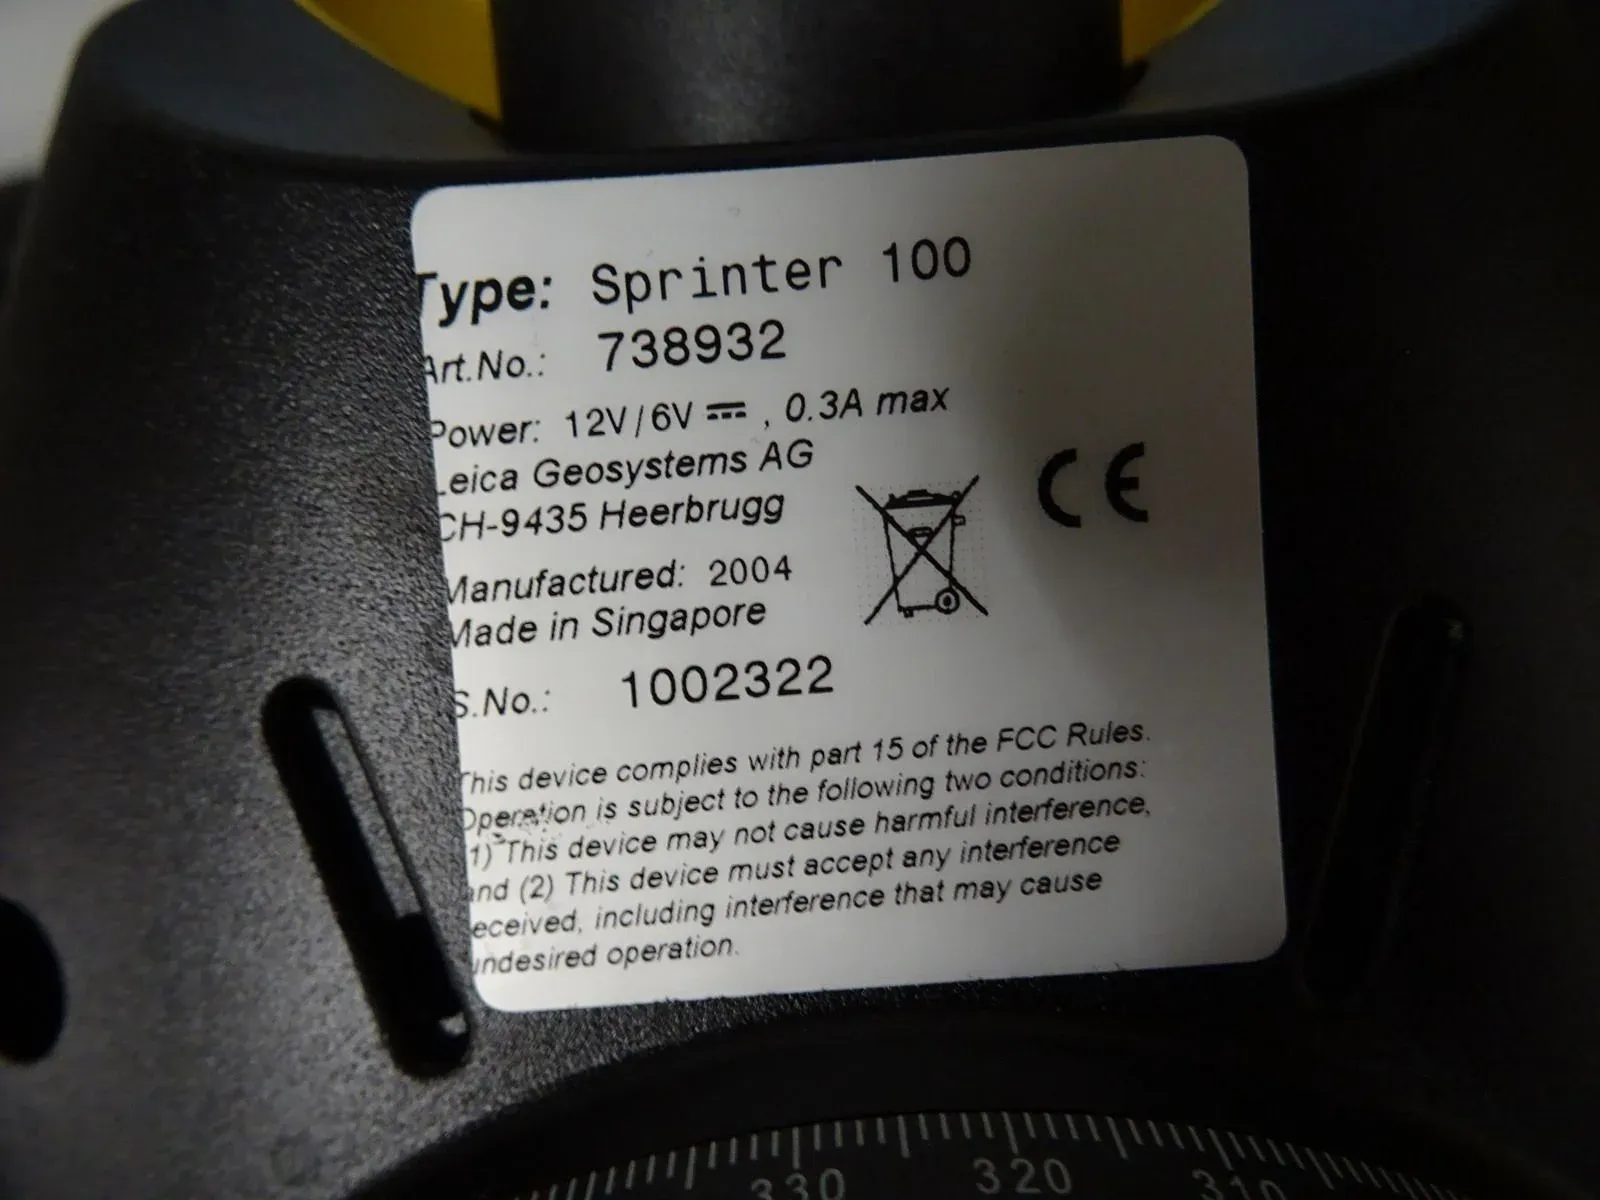 Type: Sprinter 100
Art.No.: 738932
Power: 12V/6V ⎓ , 0.3A max
Leica Geosystems AG
CH-9435 Heerbrugg
CE
Manufactured: 2004
Made in Singapore
S.No.: 1002322
This device complies with part 15 of the FCC Rules.
Operation is subject to the following two conditions:
1) This device may not cause harmful interference,
and (2) This device must accept any interference
received, including interference that may cause
undesired operation.
330 320 310